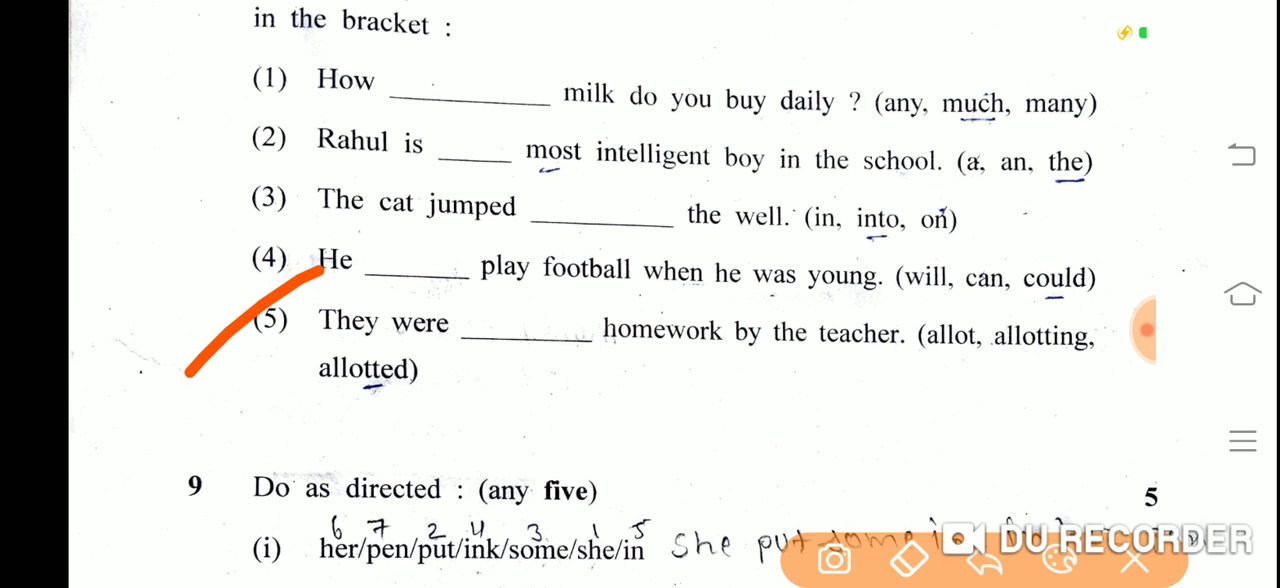 in the bracket :
(1) How ____________ milk do you buy daily ? (any, much, many)
(2) Rahul is ______ most intelligent boy in the school. (a, an, the)
(3) The cat jumped ____________ the well. (in, into, on)
(4) He ________ play football when he was young. (will, can, could)
(5) They were __________ homework by the teacher. (allot, allotting,
allotted)
9 Do as directed : (any five) 5
6 7 2 4 3 1 5
(i) her/pen/put/ink/some/she/in She put some
DU RECORDER